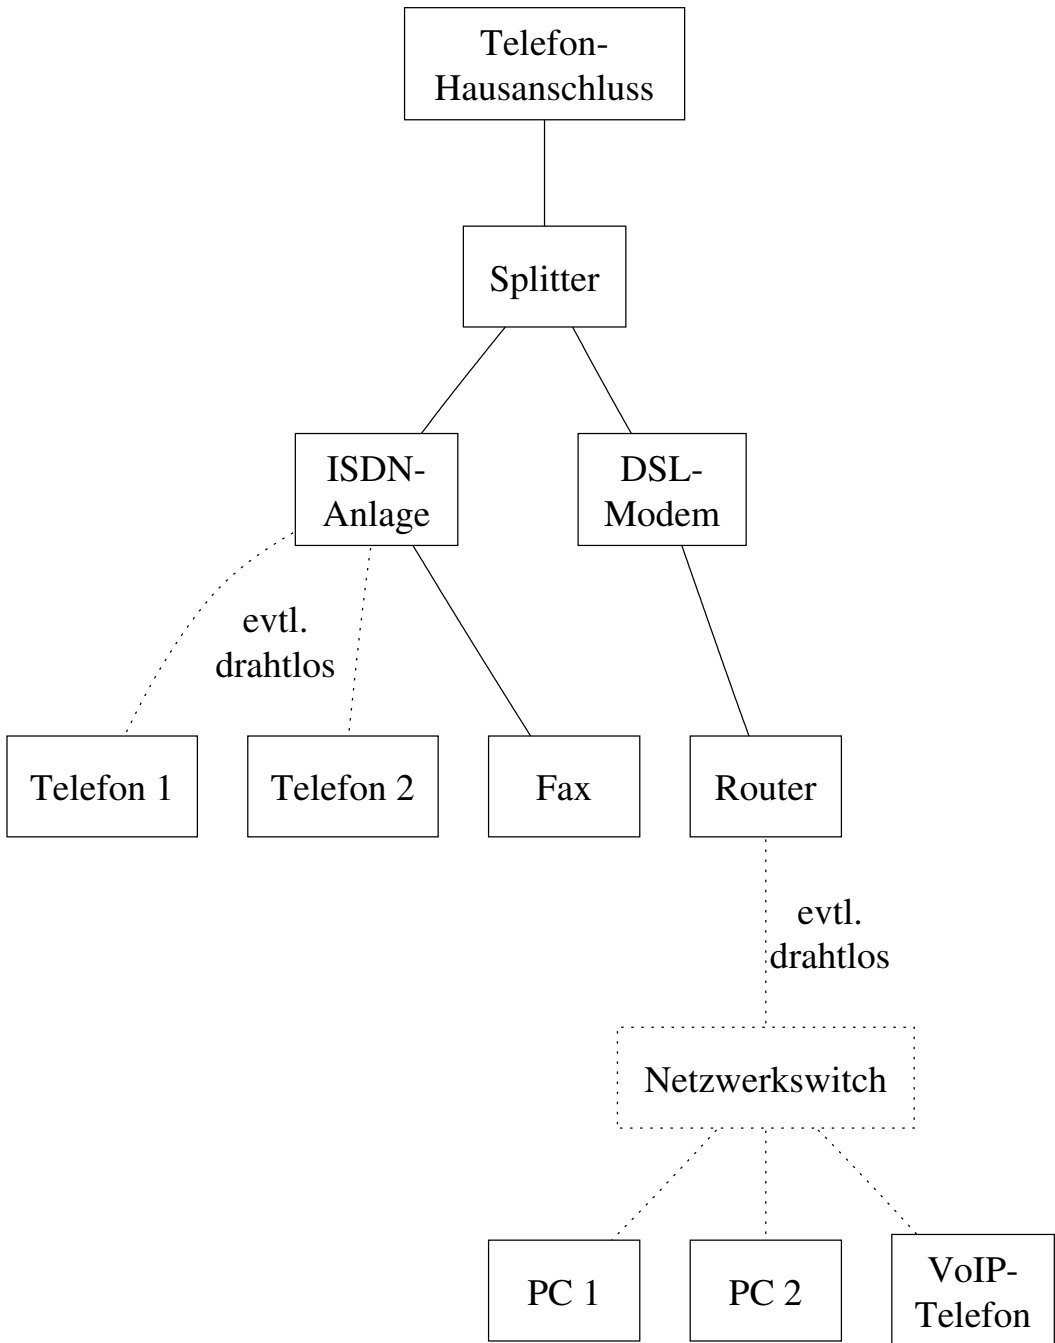 Telefon-
Hausanschluss
Splitter
ISDN-
Anlage
DSL-
Modem
evtl.
drahtlos
Telefon 1
Telefon 2
Fax
Router
evtl.
drahtlos
Netzwerkswitch
PC 1
PC 2
VoIP-
Telefon